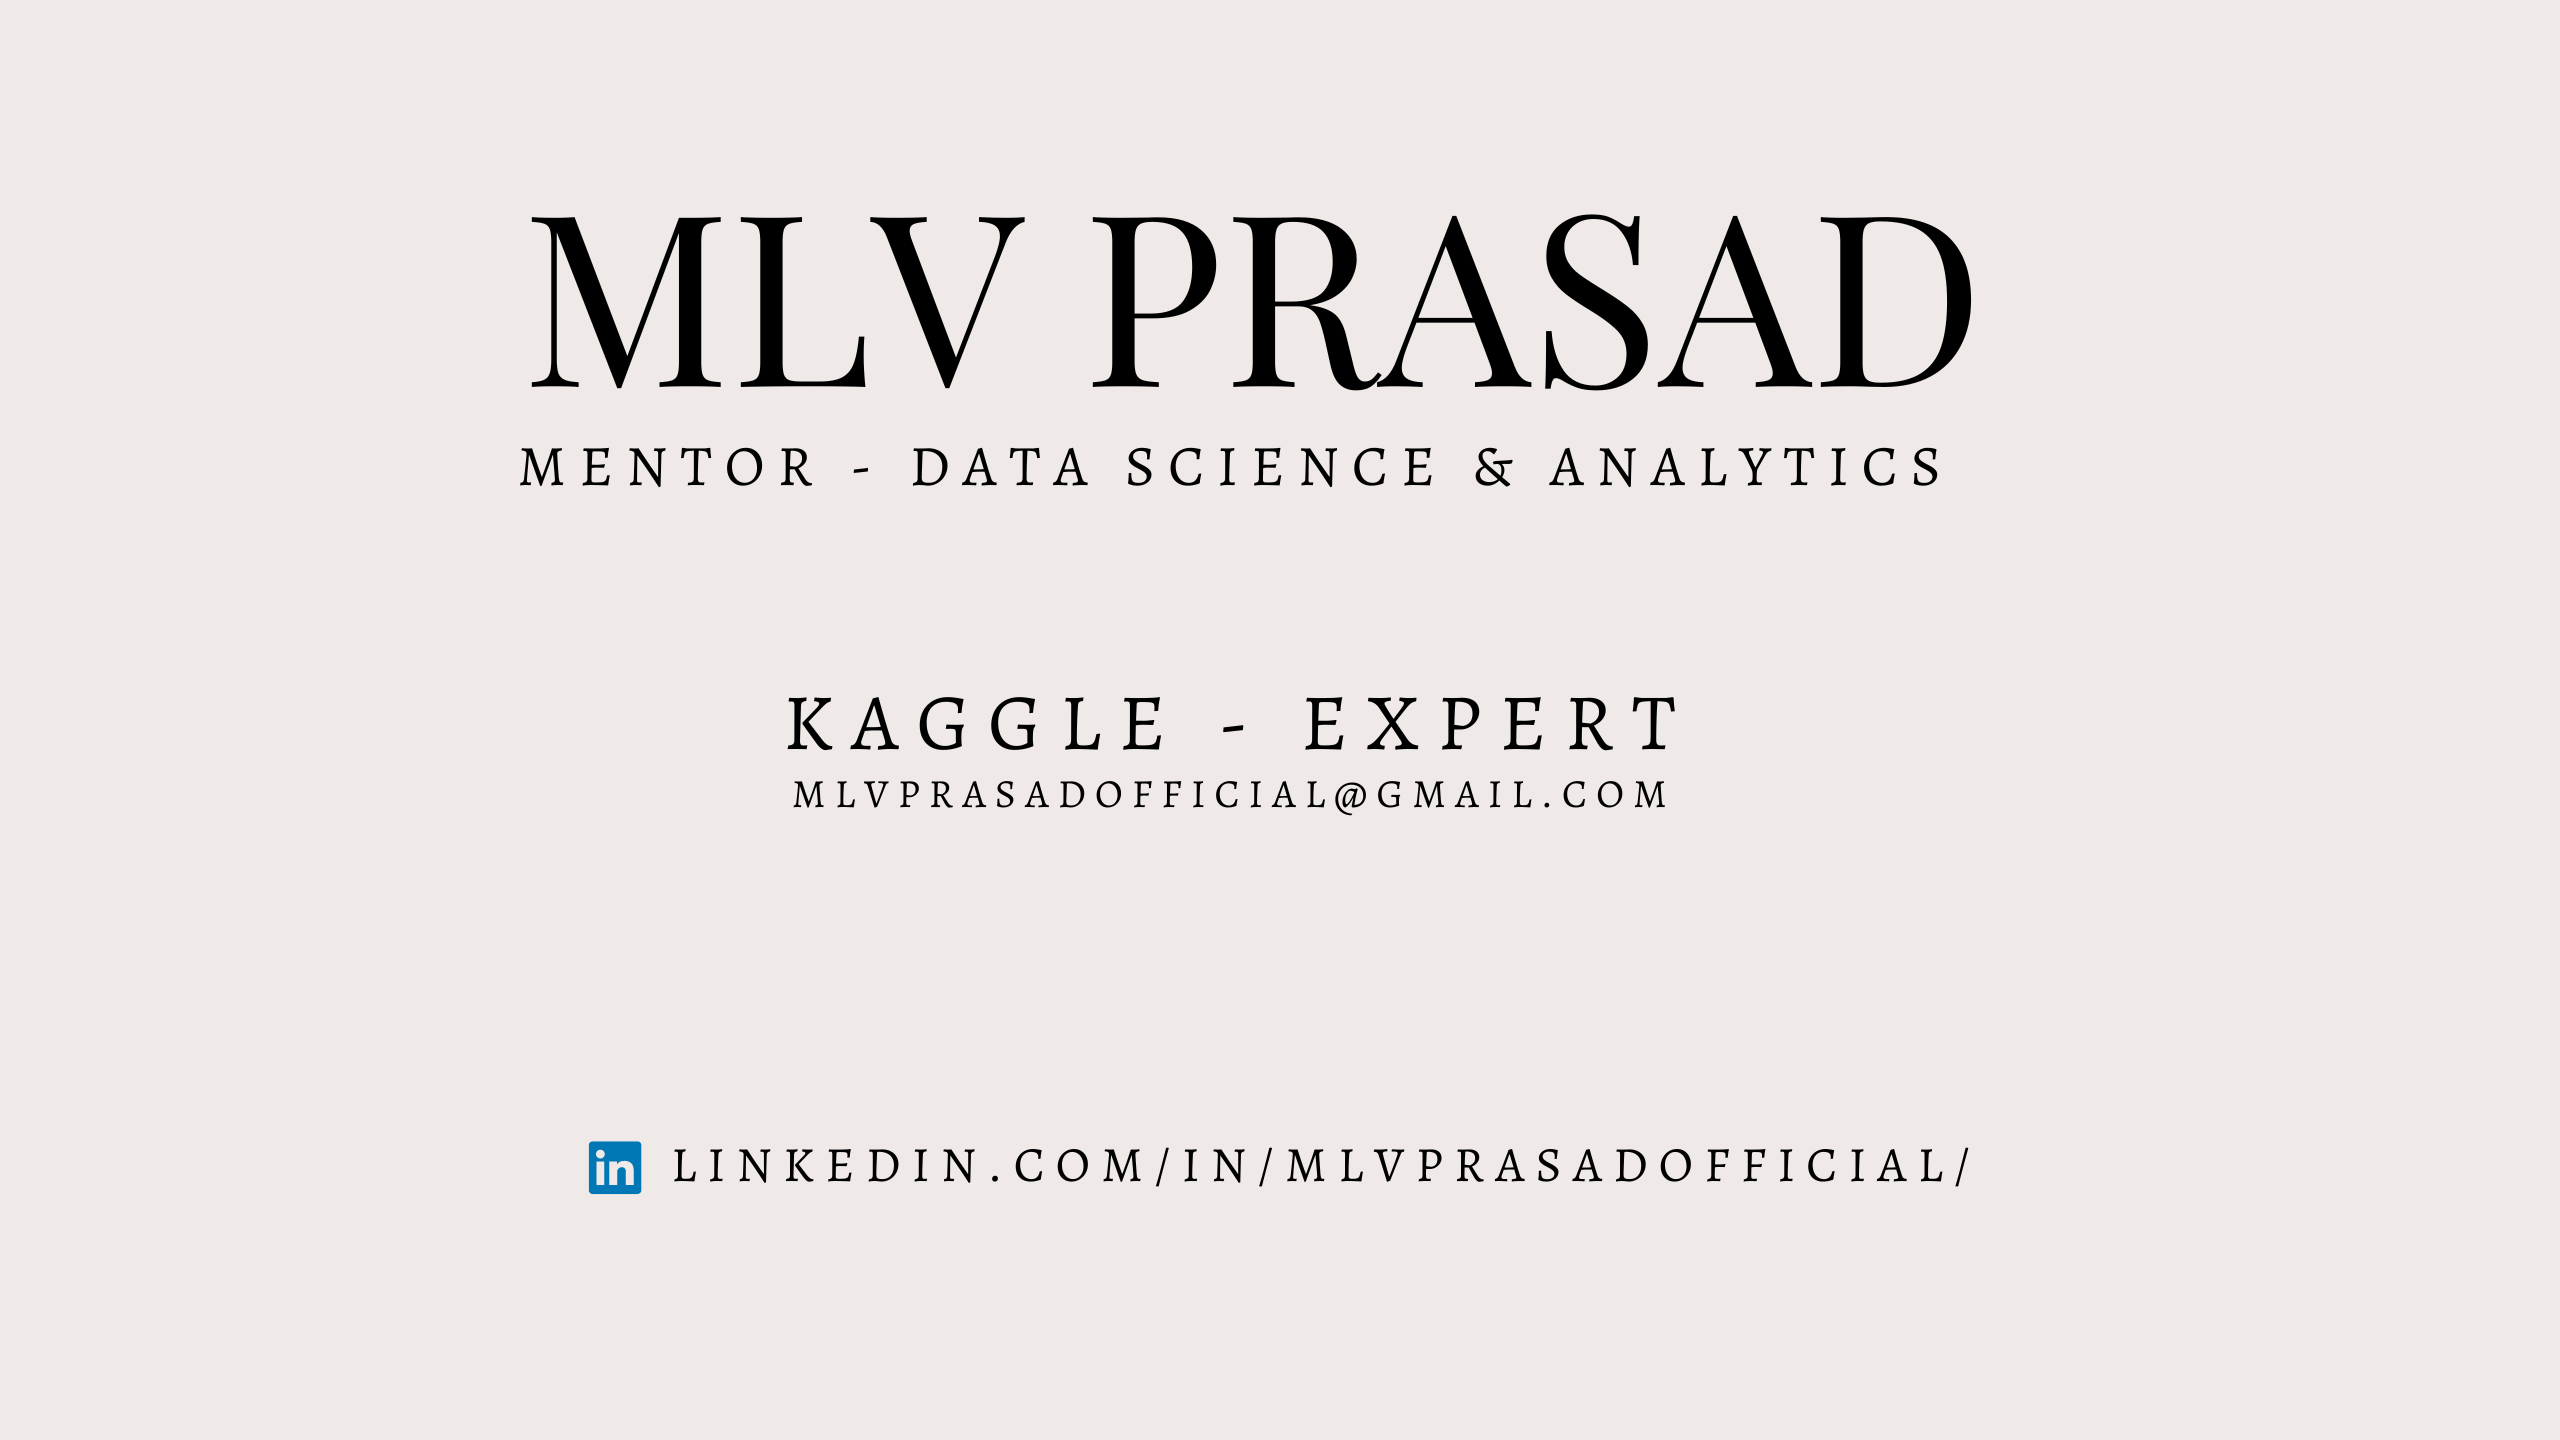 MLV PRASAD
MENTOR - DATA SCIENCE & ANALYTICS
KAGGLE - EXPERT
MLVPRASADOFFICIAL@GMAIL.COM
in LINKEDIN.COM/IN/MLVPRASADOFFICIAL/